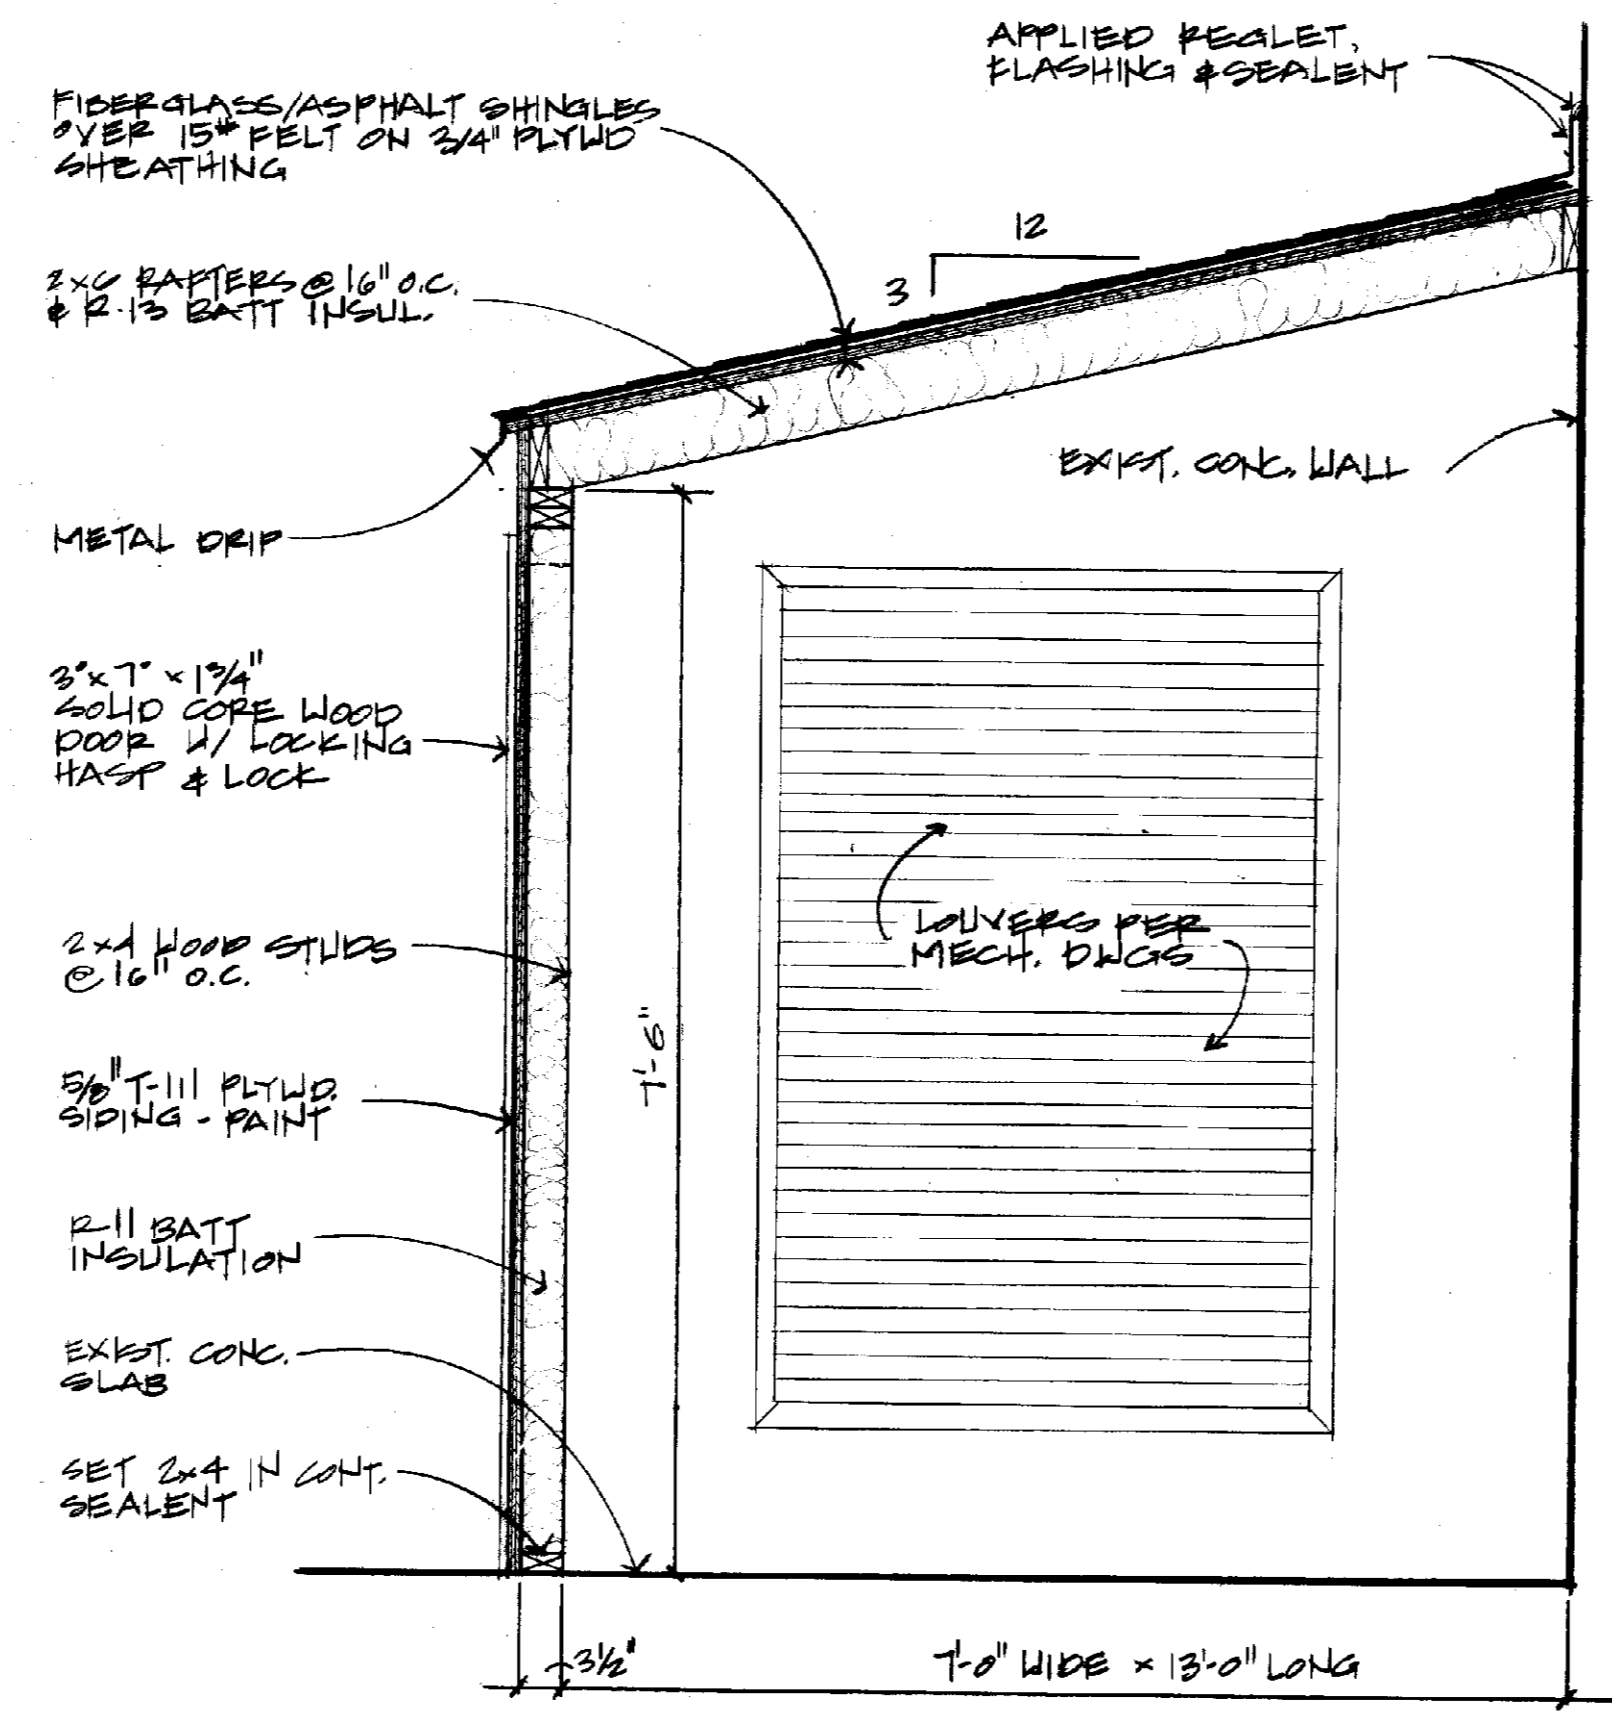 APPLIED REGLET,
FLASHING & SEALENT
FIBERGLASS/ASPHALT SHINGLES
OVER 15# FELT ON 3/4" PLYWD
SHEATHING
12
3
2x6 RAFTERS @ 16" O.C.
& R-13 BATT INSUL.
EXIST. CONC. WALL
METAL DRIP
3°x 7° x 1 3/4"
SOLID CORE WOOD
DOOR W/ LOCKING
HASP & LOCK
LOUVERS PER
MECH. DWGS
2x4 WOOD STUDS
@ 16" O.C.
7'-6"
5/8" T-111 PLYWD.
SIDING - PAINT
R-11 BATT
INSULATION
EXIST. CONC.
SLAB
SET 2x4 IN CONT.
SEALENT
3½"
7'-0" WIDE x 13'-0" LONG